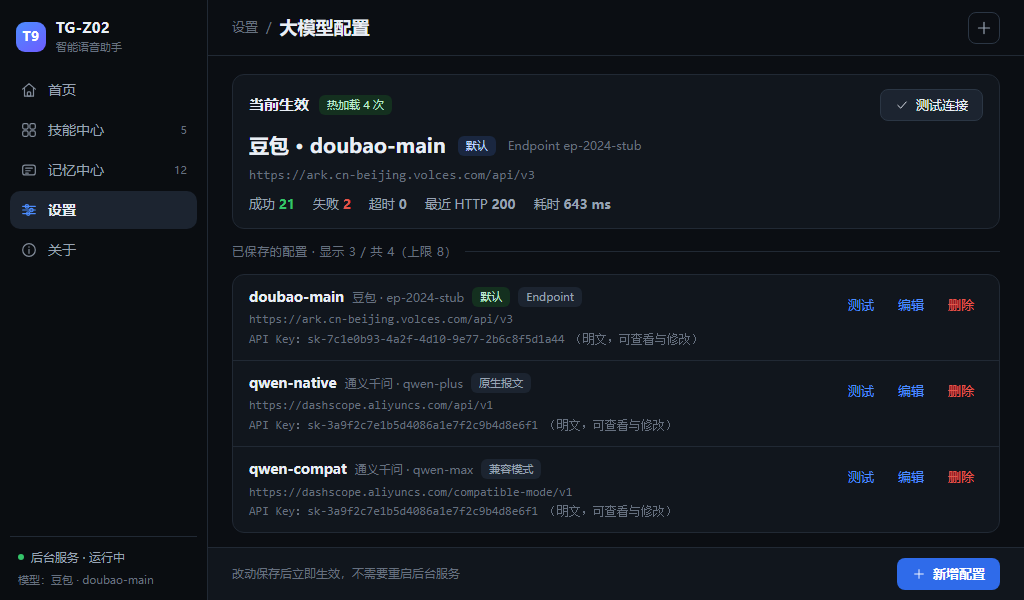 T9
TG-Z02
智能语音助手
首页
技能中心 5
记忆中心 12
设置
关于
后台服务 · 运行中
模型：豆包 · doubao-main
设置 / 大模型配置
当前生效 热加载 4 次
测试连接
豆包 • doubao-main 默认 Endpoint ep-2024-stub
https://ark.cn-beijing.volces.com/api/v3
成功 21 失败 2 超时 0 最近 HTTP 200 耗时 643 ms
已保存的配置 · 显示 3 / 共 4（上限 8）
doubao-main 豆包 · ep-2024-stub 默认 Endpoint
https://ark.cn-beijing.volces.com/api/v3
API Key: sk-7c1e0b93-4a2f-4d10-9e77-2b6c8f5d1a44 （明文，可查看与修改）
测试 编辑 删除
qwen-native 通义千问 · qwen-plus 原生报文
https://dashscope.aliyuncs.com/api/v1
API Key: sk-3a9f2c7e1b5d4086a1e7f2c9b4d8e6f1 （明文，可查看与修改）
测试 编辑 删除
qwen-compat 通义千问 · qwen-max 兼容模式
https://dashscope.aliyuncs.com/compatible-mode/v1
API Key: sk-3a9f2c7e1b5d4086a1e7f2c9b4d8e6f1 （明文，可查看与修改）
测试 编辑 删除
改动保存后立即生效，不需要重启后台服务
+ 新增配置